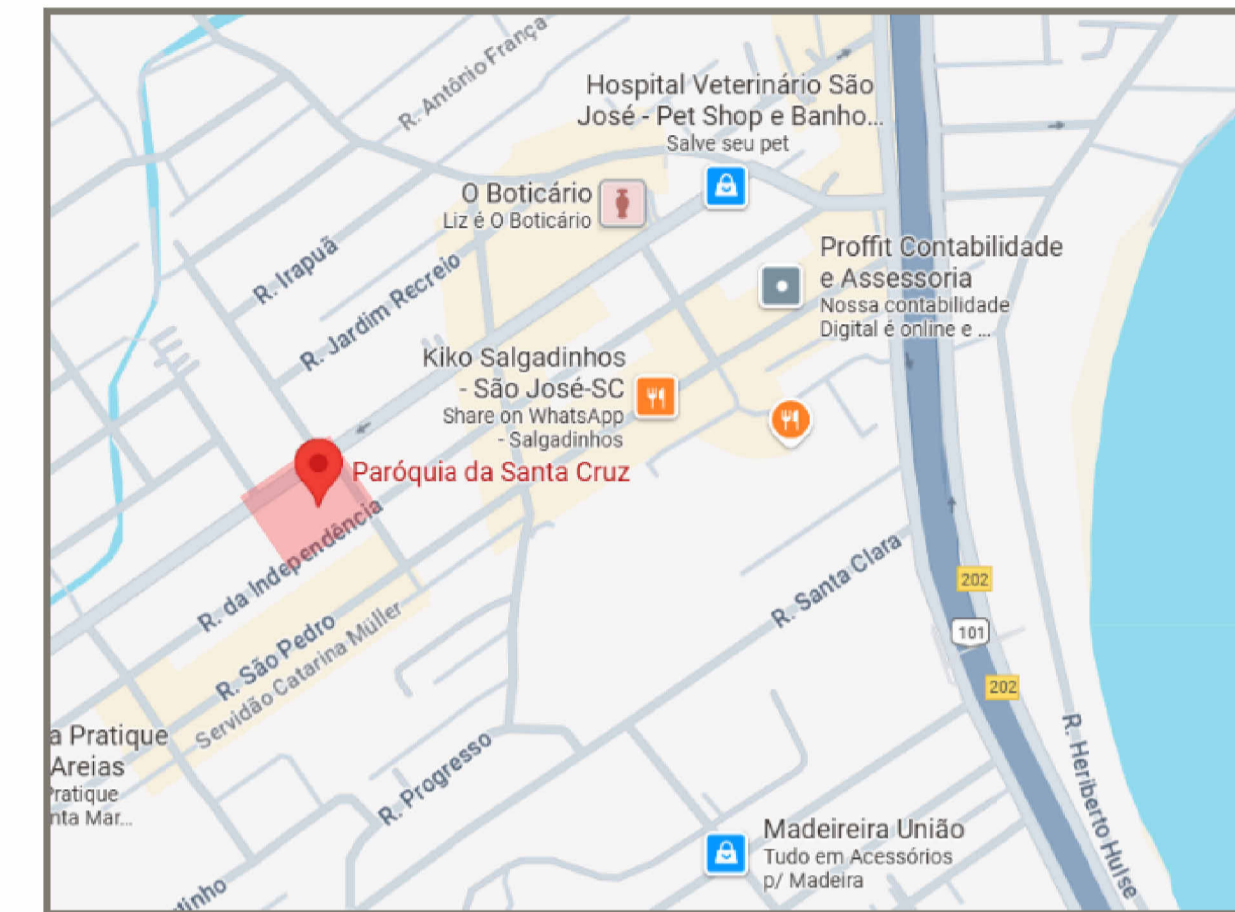 R. Antônio França
Hospital Veterinário São
José - Pet Shop e Banho...
Salve seu pet
O Boticário
Liz é O Boticário
R. Irapuã
R. Jardim Recreio
Proffit Contabilidade
e Assessoria
Nossa contabilidade
Digital é online e ...
Kiko Salgadinhos
- São José-SC
Share on WhatsApp
- Salgadinhos
Paróquia da Santa Cruz
R. da Independência
R. São Pedro
Servidão Catarina Müller
R. Santa Clara
202
101
202
a Pratique
Areias
Pratique
nta Mar...
R. Progresso
R. Heriberto Hulse
Madeireira União
Tudo em Acessórios
p/ Madeira
tinho